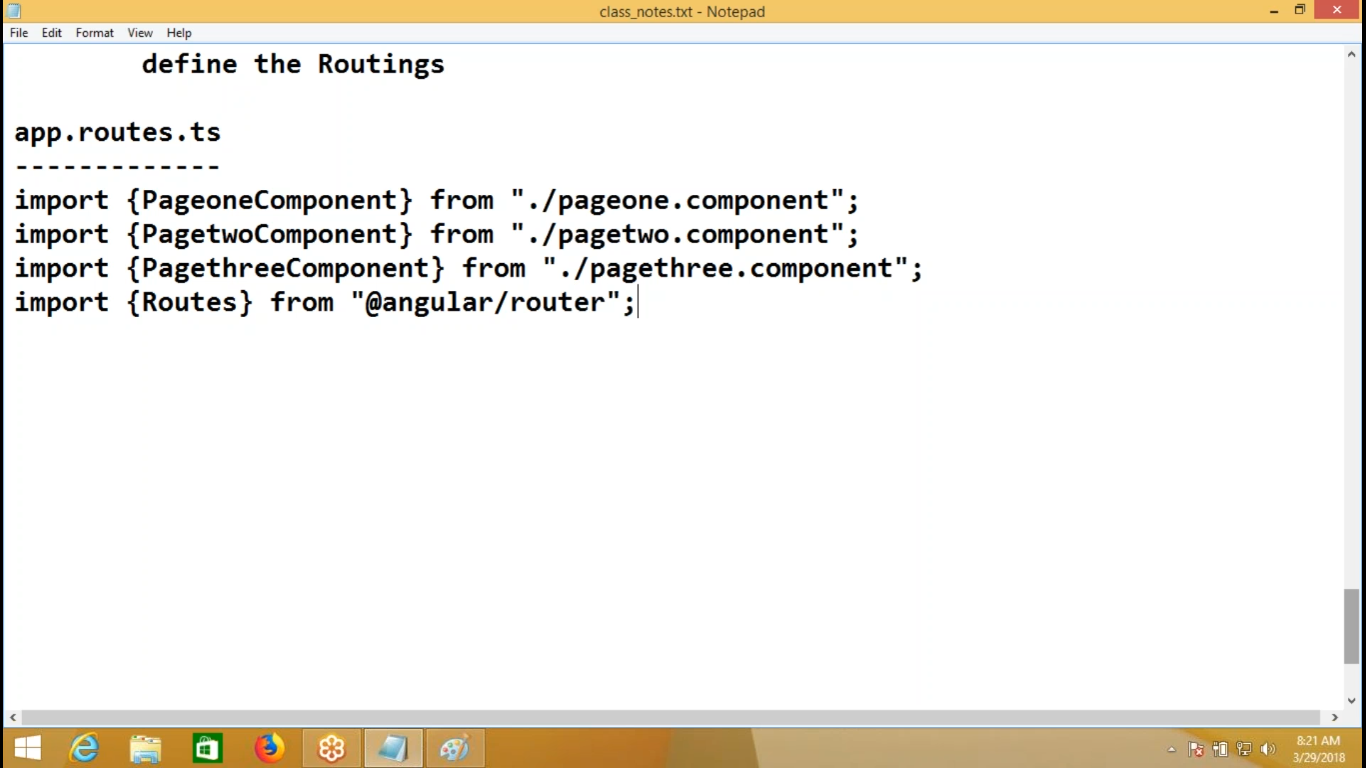 class_notes.txt - Notepad
File Edit Format View Help
define the Routings
app.routes.ts
-------------
import {PageoneComponent} from "./pageone.component";
import {PagetwoComponent} from "./pagetwo.component";
import {PagethreeComponent} from "./pagethree.component";
import {Routes} from "@angular/router";
8:21 AM
3/29/2018